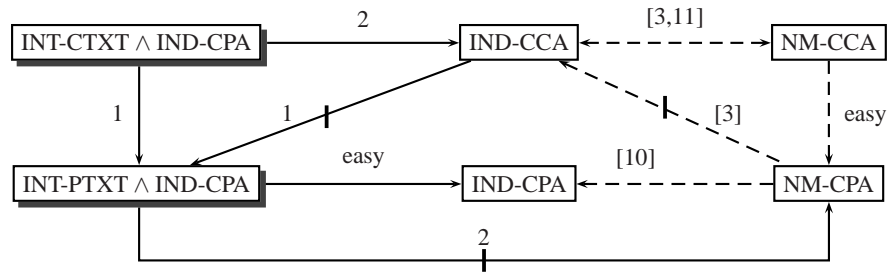 [3,11]
2
INT-CTXT ∧ IND-CPA
IND-CCA
NM-CCA
1
1
[3]
easy
easy
[10]
INT-PTXT ∧ IND-CPA
IND-CPA
NM-CPA
2